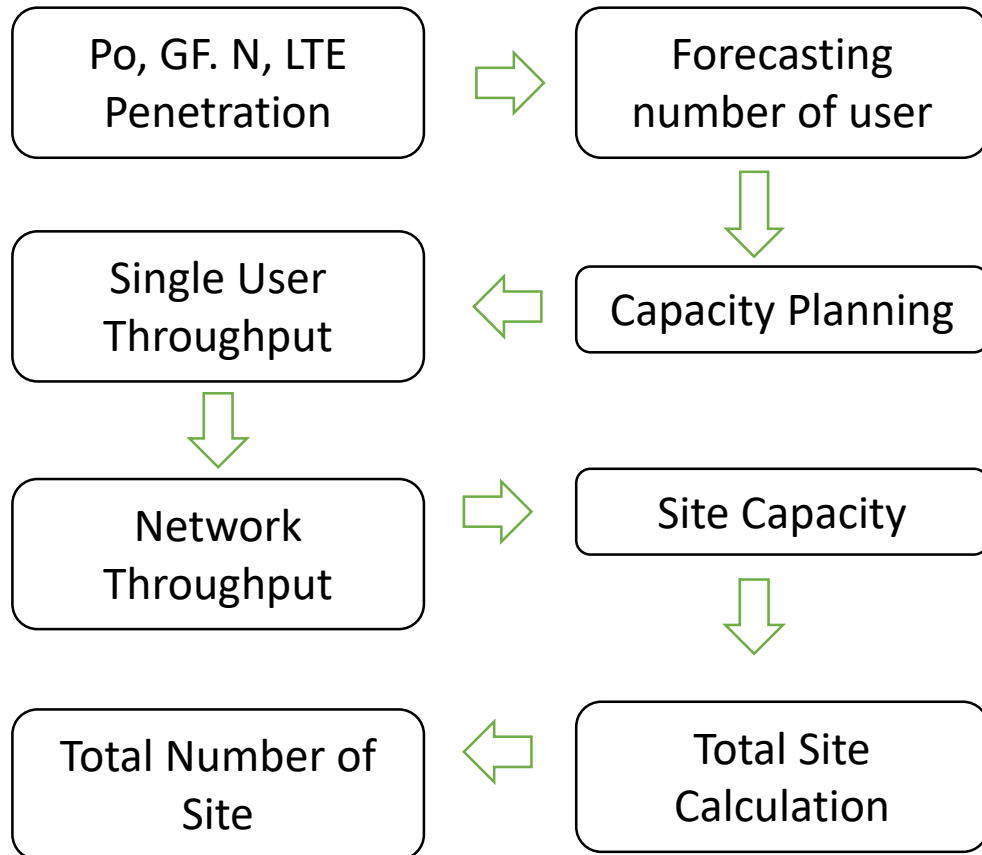 Po, GF. N, LTE
Penetration
Forecasting
number of user
Capacity Planning
Single User
Throughput
Network
Throughput
Site Capacity
Total Site
Calculation
Total Number of
Site